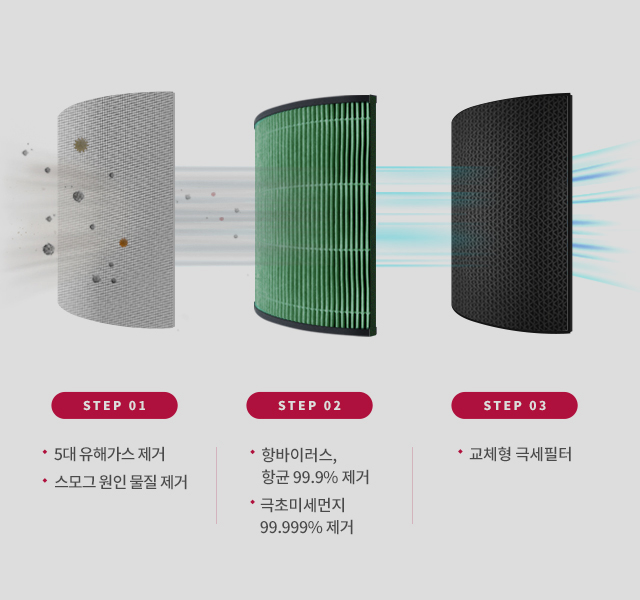 STEP 01
5대 유해가스 제거
스모그 원인 물질 제거
STEP 02
항바이러스,
항균 99.9% 제거
극초미세먼지
99.999% 제거
STEP 03
교체형 극세필터